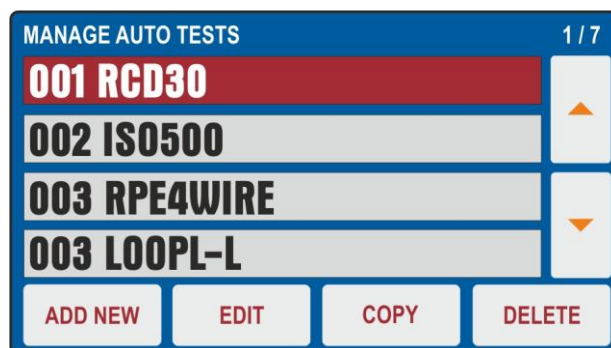 MANAGE AUTO TESTS 1 / 7
001 RCD30
002 ISO500
003 RPE4WIRE
003 LOOPL-L
ADD NEW EDIT COPY DELETE